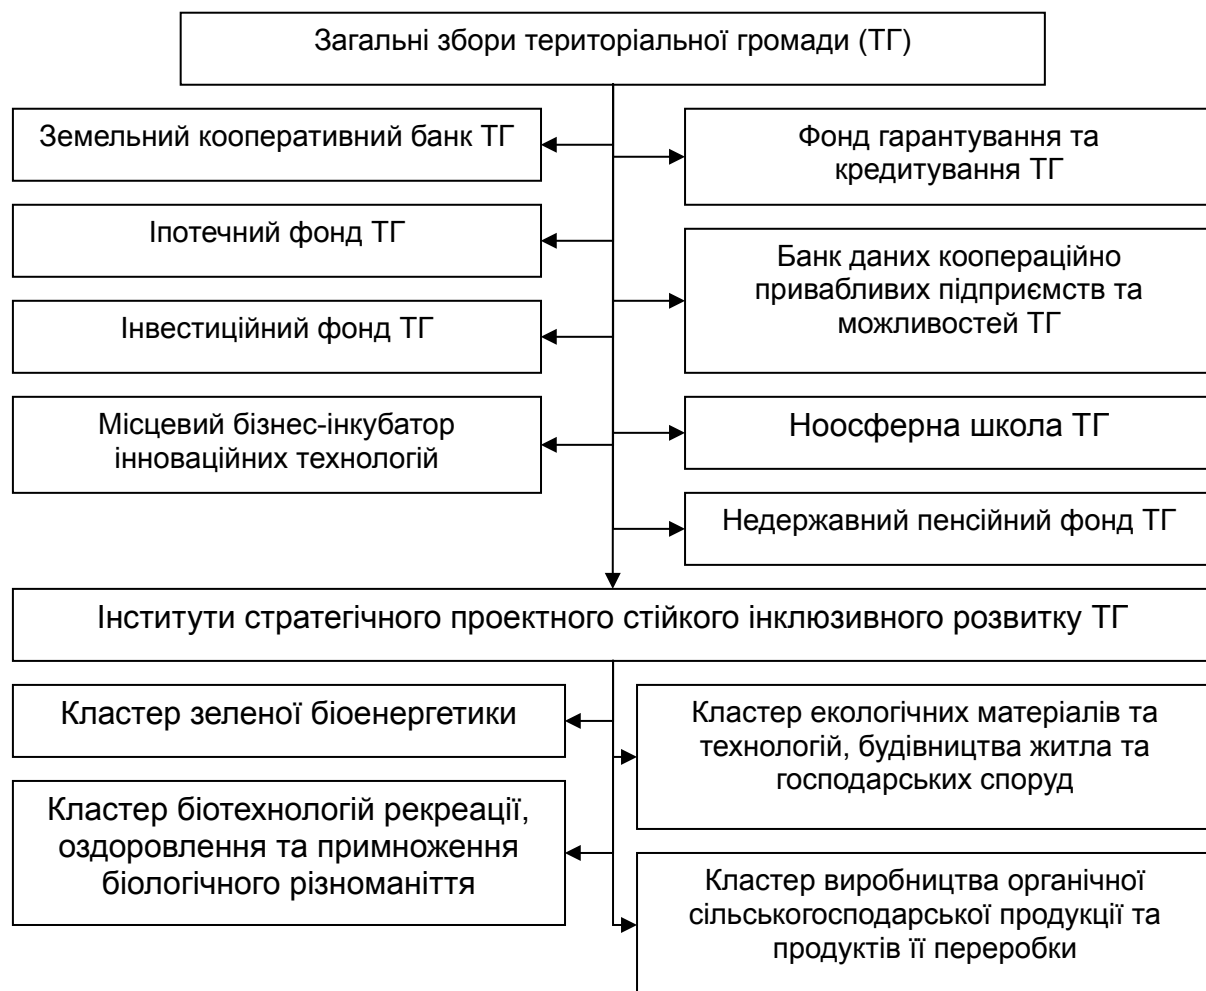 Загальні збори територіальної громади (ТГ)
Земельний кооперативний банк ТГ
Фонд гарантування та
кредитування ТГ
Іпотечний фонд ТГ
Банк даних коопераційно
привабливих підприємств та
можливостей ТГ
Інвестиційний фонд ТГ
Місцевий бізнес-інкубатор
інноваційних технологій
Ноосферна школа ТГ
Недержавний пенсійний фонд ТГ
Інститути стратегічного проектного стійкого інклюзивного розвитку ТГ
Кластер зеленої біоенергетики
Кластер екологічних матеріалів та
технологій, будівництва житла та
господарських споруд
Кластер біотехнологій рекреації,
оздоровлення та примноження
біологічного різноманіття
Кластер виробництва органічної
сільськогосподарської продукції та
продуктів її переробки